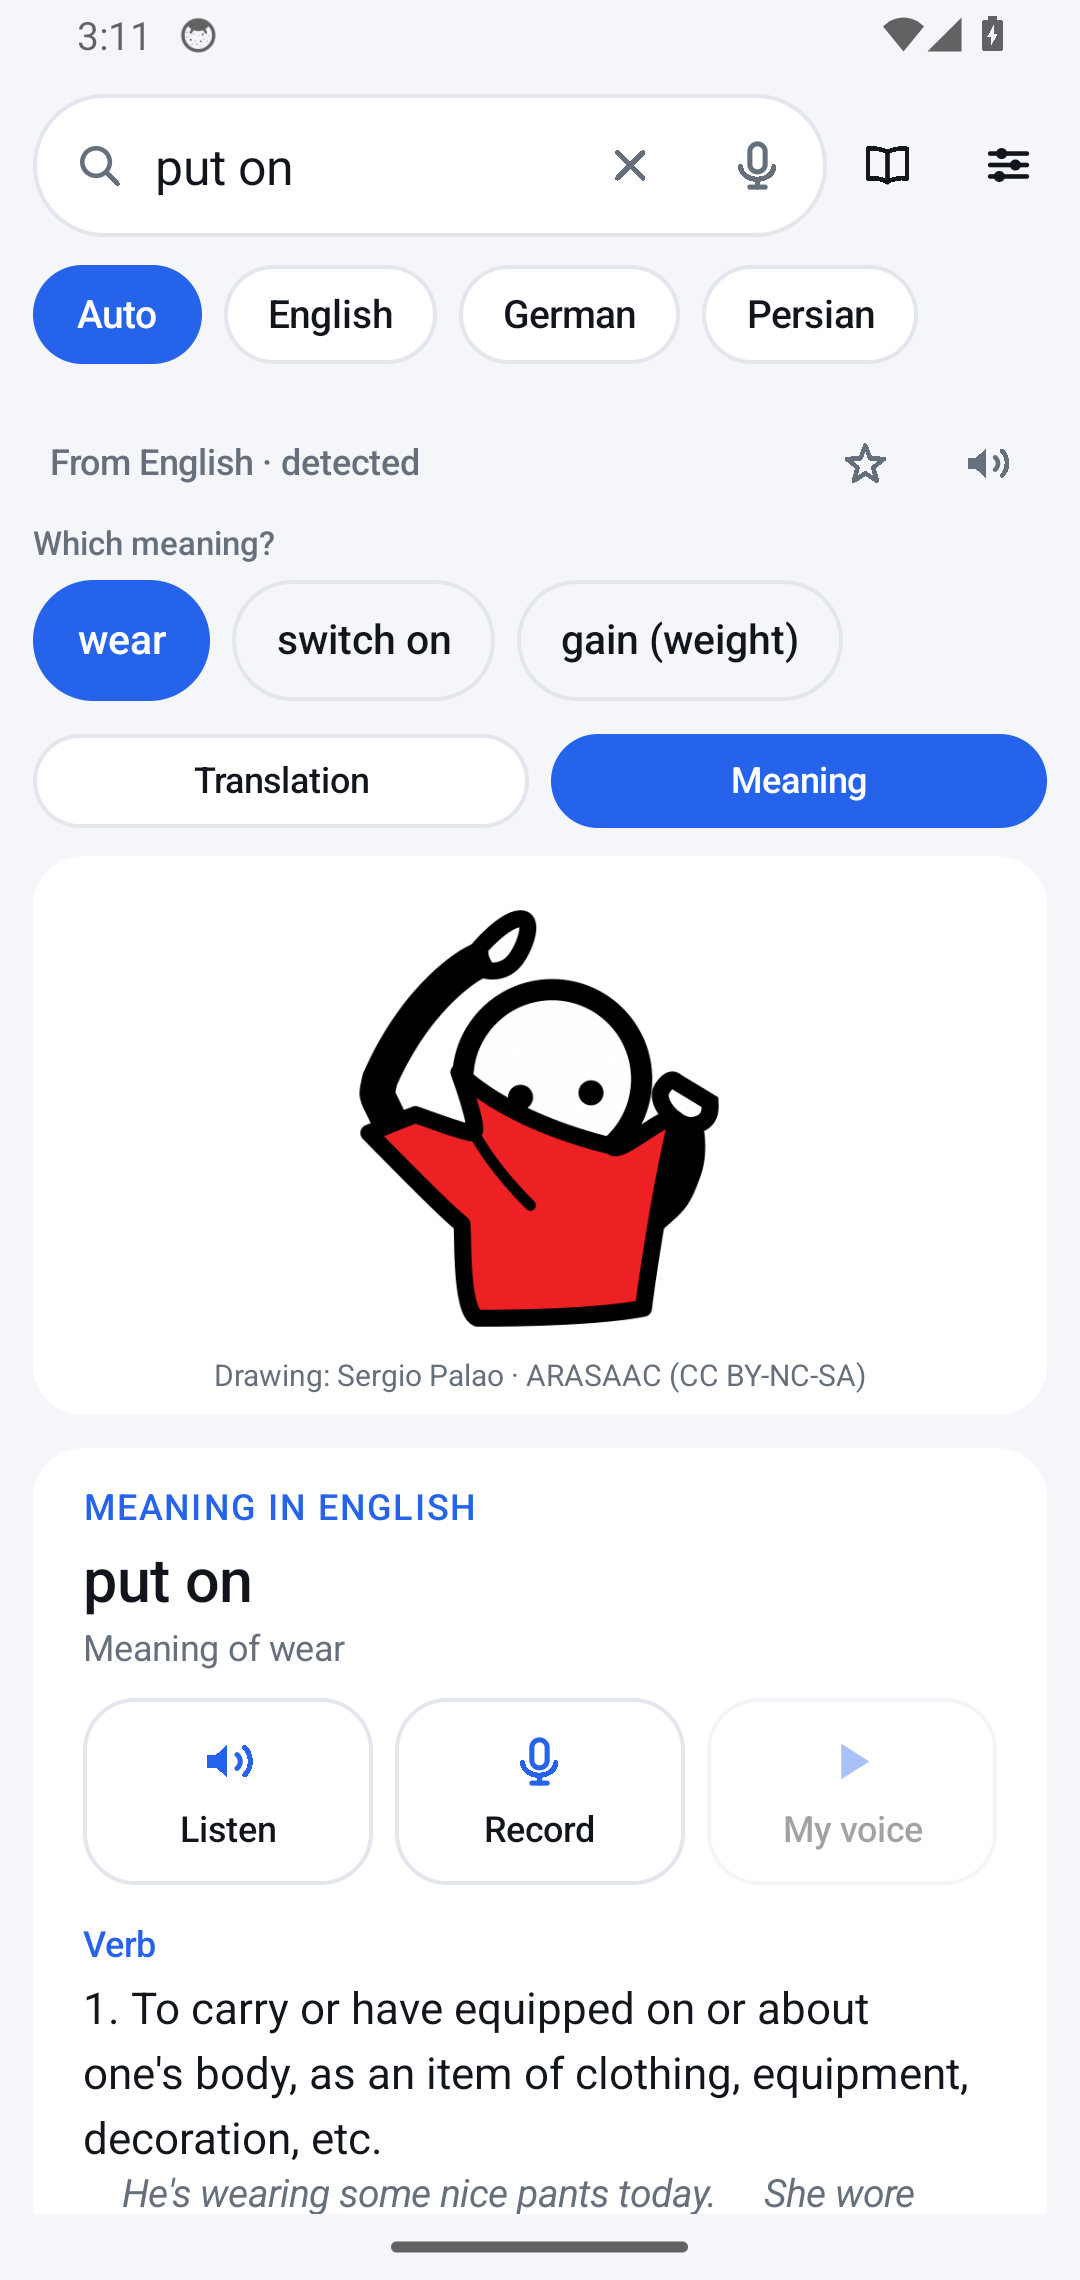 3:11
put on
Auto
English
German
Persian
From English · detected
Which meaning?
wear
switch on
gain (weight)
Translation
Meaning
Drawing: Sergio Palao · ARASAAC (CC BY-NC-SA)
MEANING IN ENGLISH
put on
Meaning of wear
Listen
Record
My voice
Verb
1. To carry or have equipped on or about
one's body, as an item of clothing, equipment,
decoration, etc.
He's wearing some nice pants today. She wore